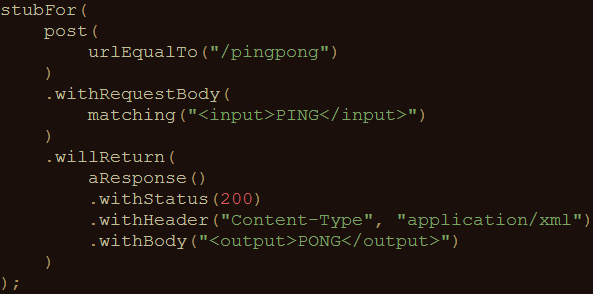 stubFor(
    post(
        urlEqualTo("/pingpong")
    )
    .withRequestBody(
        matching("<input>PING</input>")
    )
    .willReturn(
        aResponse()
        .withStatus(200)
        .withHeader("Content-Type", "application/xml")
        .withBody("<output>PONG</output>")
    )
);